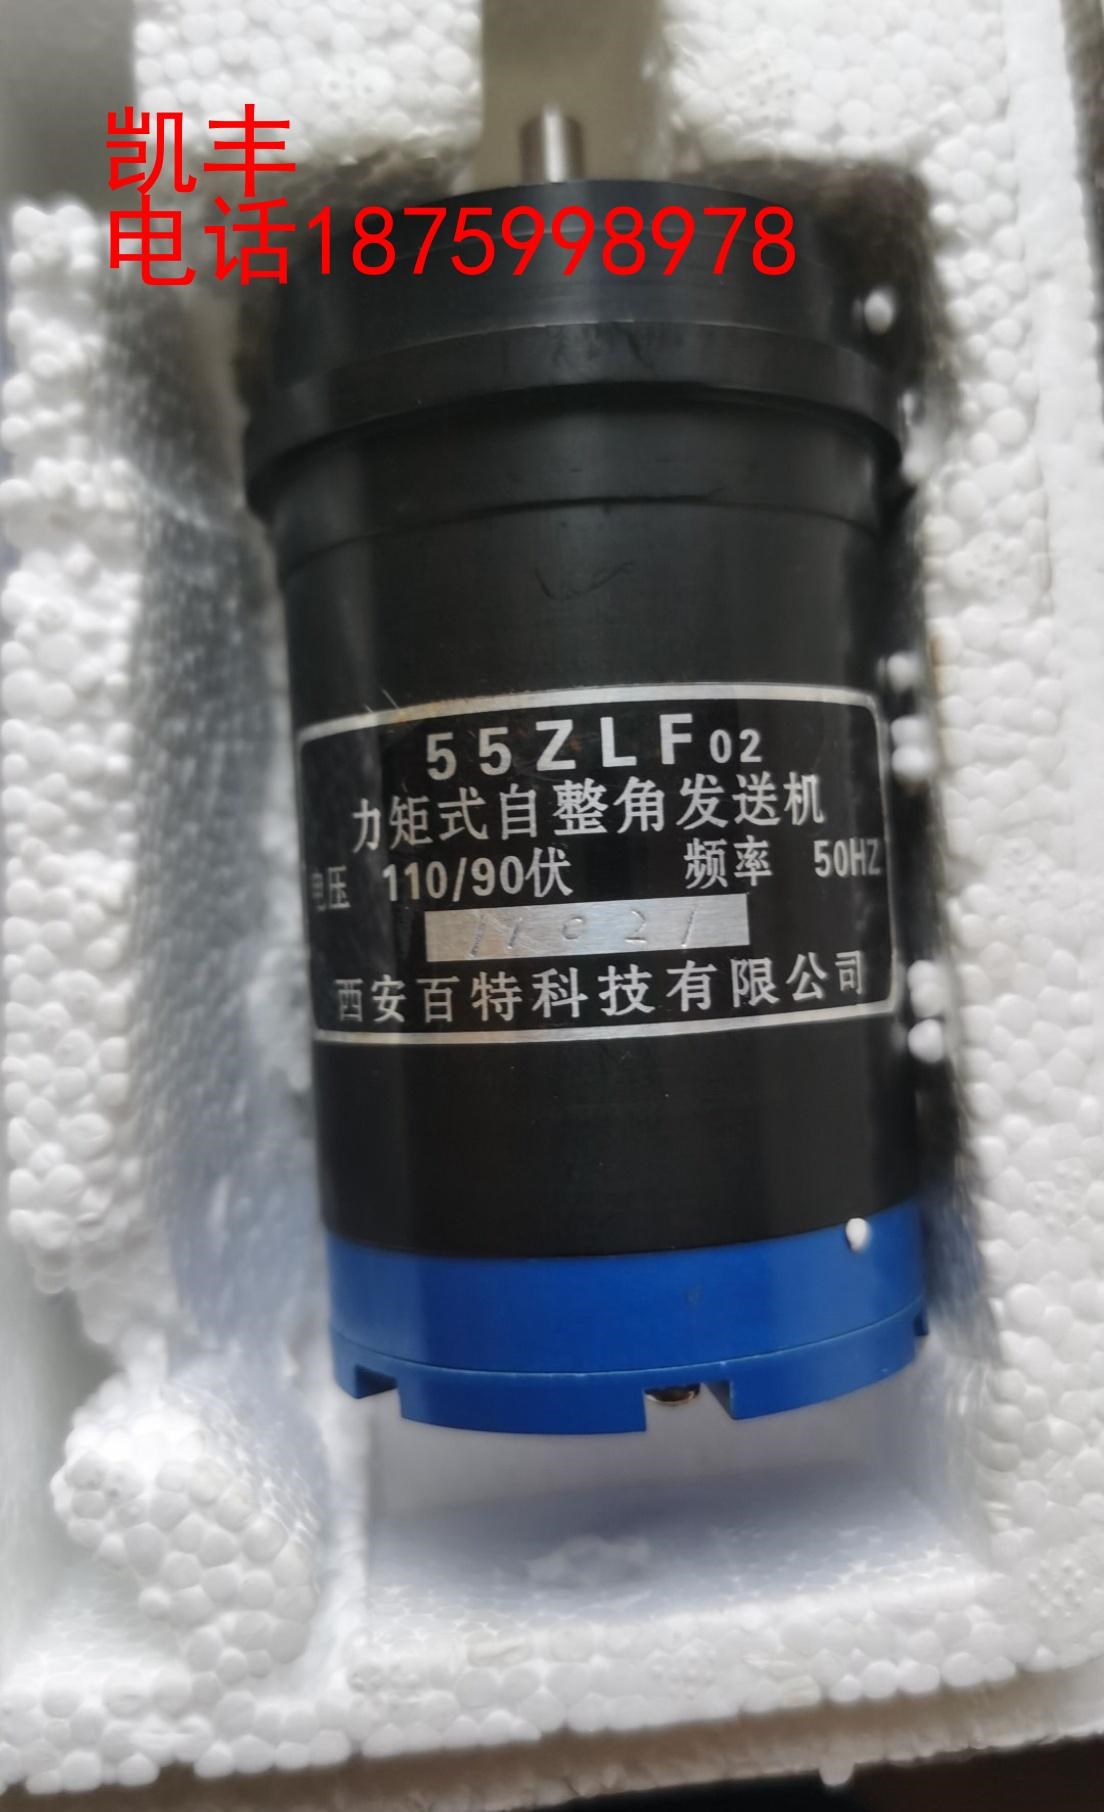 凯丰
电话18759998978
55ZLF02
力矩式自整角发送机
电压 110/90伏 频率 50HZ
11021
西安百特科技有限公司